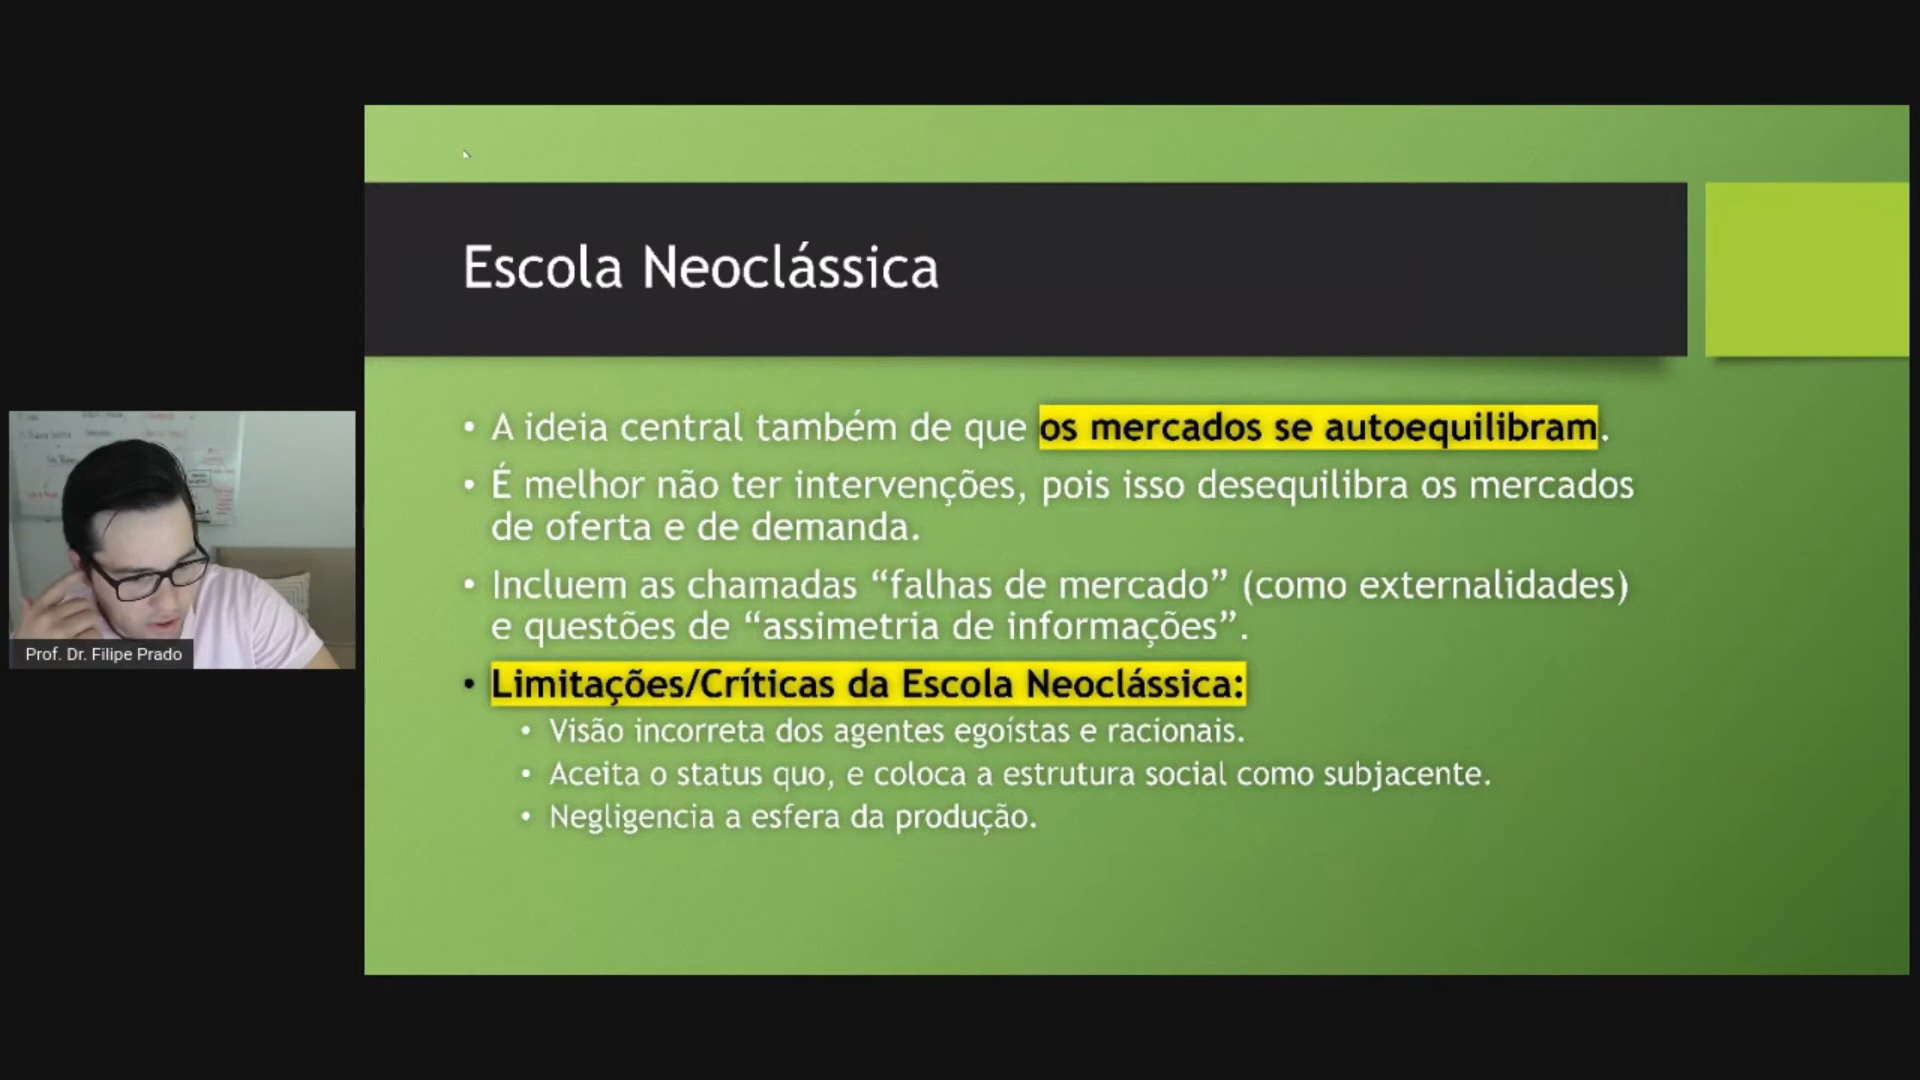 Escola Neoclássica
• A ideia central também de que os mercados se autoequilibram.
• É melhor não ter intervenções, pois isso desequilibra os mercados
de oferta e de demanda.
• Incluem as chamadas “falhas de mercado” (como externalidades)
e questões de “assimetria de informações”.
• Limitações/Críticas da Escola Neoclássica:
• Visão incorreta dos agentes egoístas e racionais.
• Aceita o status quo, e coloca a estrutura social como subjacente.
• Negligencia a esfera da produção.
Prof. Dr. Filipe Prado